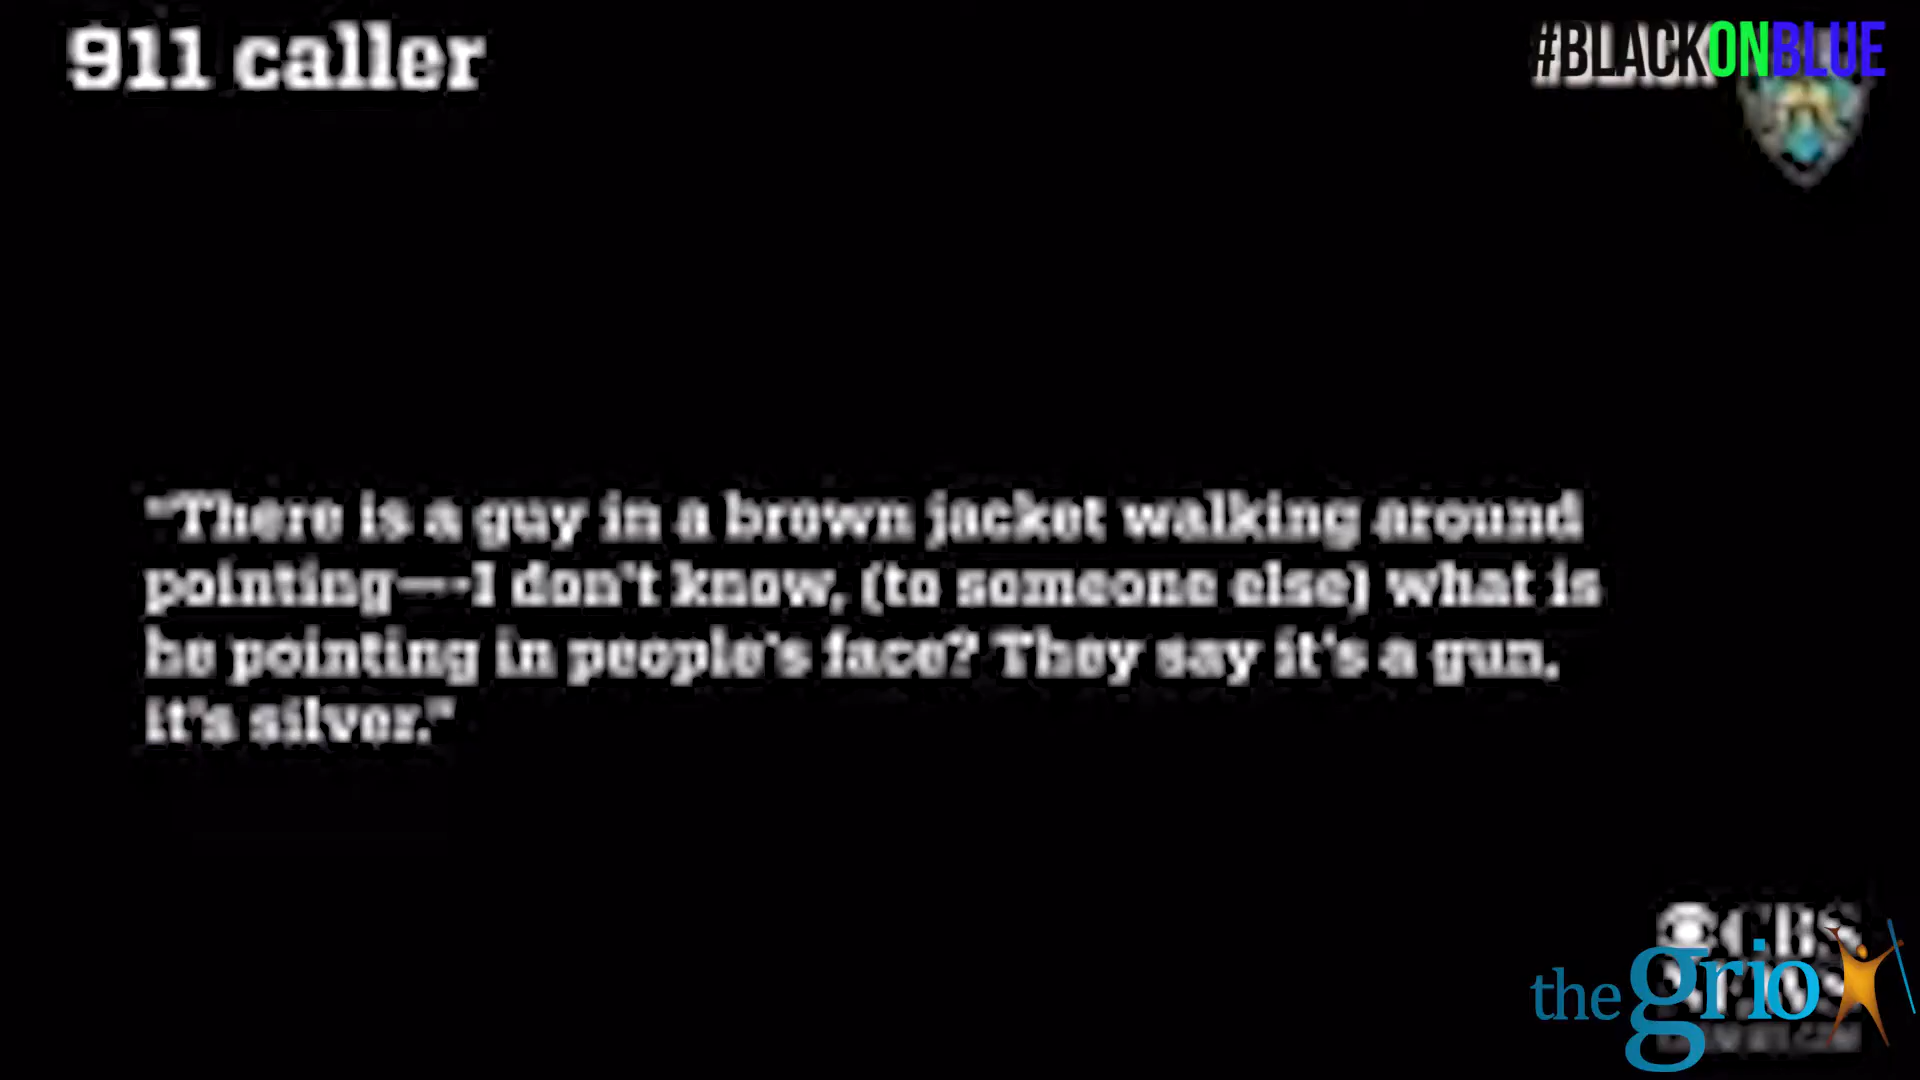 911 caller
#BLACKONBLUE
"There is a guy in a brown jacket walking around
pointing—-I don't know, (to someone else) what is
he pointing in people's face? They say it's a gun,
it's silver."
CBS
thegrio